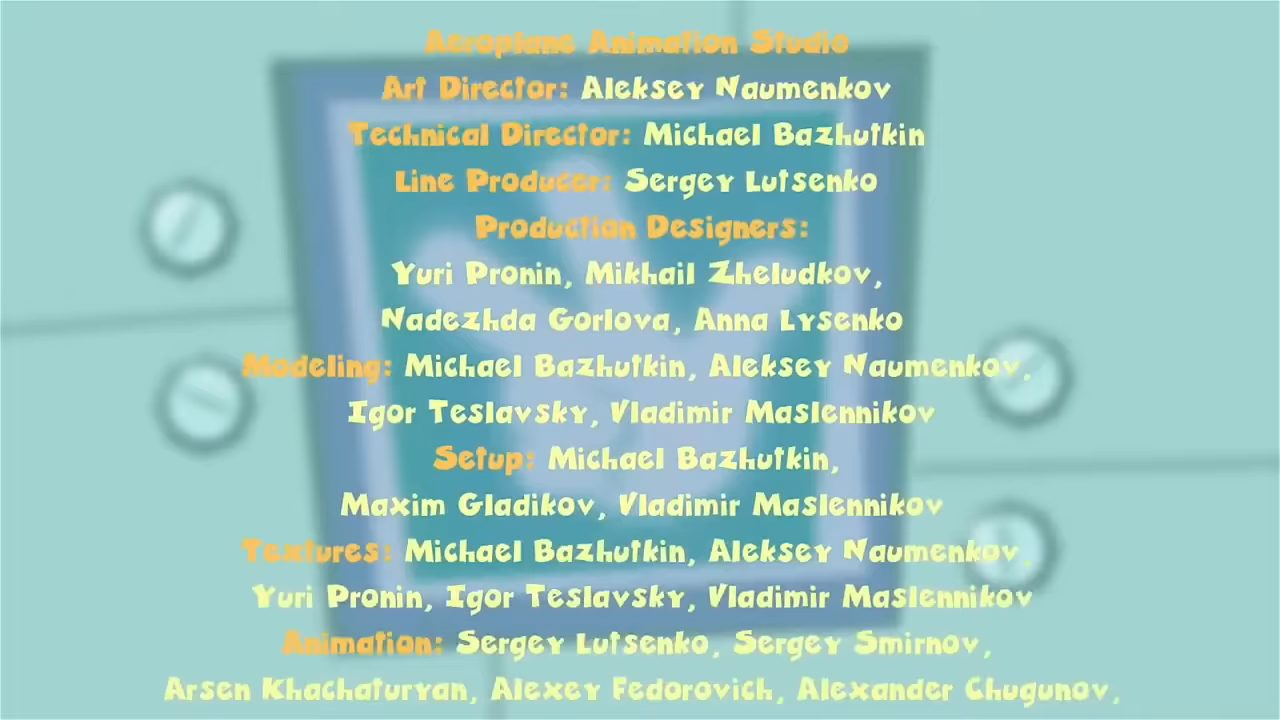 Aeroplane Animation Studio
Art Director: Aleksey Naumenkov
Technical Director: Michael Bazhutkin
Line Producer: Sergey Lutsenko
Production Designers:
Yuri Pronin, Mikhail Zheludkov,
Nadezhda Gorlova, Anna Lysenko
Modeling: Michael Bazhutkin, Aleksey Naumenkov,
Igor Teslavsky, Vladimir Maslennikov
Setup: Michael Bazhutkin,
Maxim Gladikov, Vladimir Maslennikov
Textures: Michael Bazhutkin, Aleksey Naumenkov,
Yuri Pronin, Igor Teslavsky, Vladimir Maslennikov
Animation: Sergey Lutsenko, Sergey Smirnov,
Arsen Khachaturyan, Alexey Fedorovich, Alexander Chugunov,